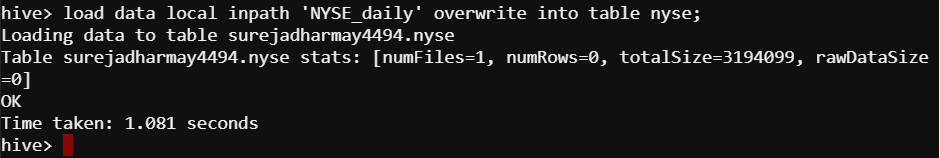 hive> load data local inpath 'NYSE_daily' overwrite into table nyse;
Loading data to table surejadharmay4494.nyse
Table surejadharmay4494.nyse stats: [numFiles=1, numRows=0, totalSize=3194099, rawDataSize
=0]
OK
Time taken: 1.081 seconds
hive>